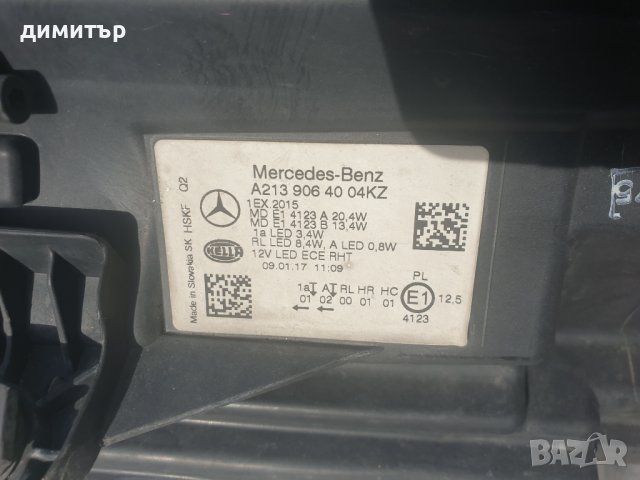 димитър
Mercedes-Benz
A213 906 40 04KZ
1EX.2015
MD E1 4123 A 20,4W
MD E1 4123 B 13,4W
1a LED 3,4W
RL LED 8,4W, A LED 0,8W
12V LED ECE RHT
09.01.17 11:09
HELLA
Made in Slovakia SK HSKF Q2
1a A RL HR HC
01 02 00 01 01
PL
E1 12,5
4123
BAZAR